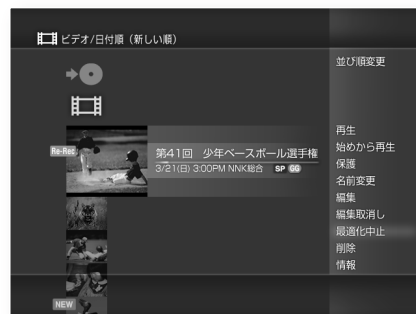 ビデオ/日付順（新しい順）
並び順変更
Re-Rec
第41回　少年ベースボール選手権
3/21(日) 3:00PM NNK総合 SP GG
再生
始めから再生
保護
名前変更
編集
編集取消し
最適化中止
削除
情報
NEW